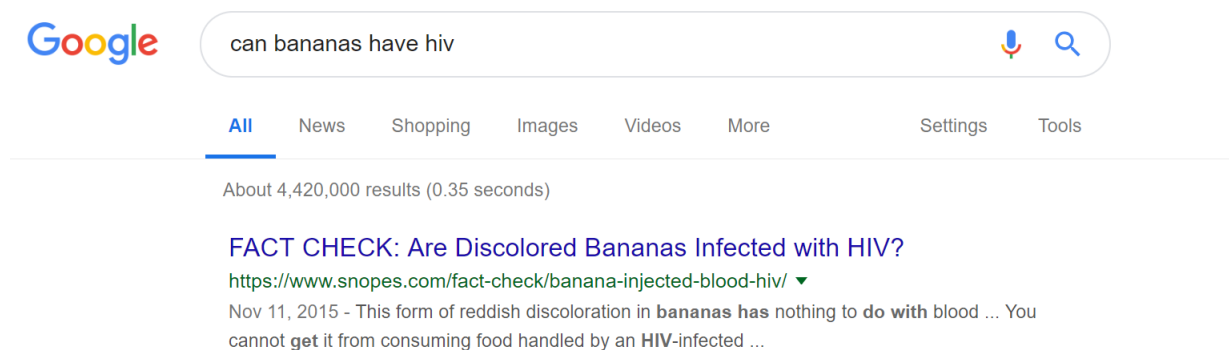 Google can bananas have hiv
All News Shopping Images Videos More Settings Tools
About 4,420,000 results (0.35 seconds)
FACT CHECK: Are Discolored Bananas Infected with HIV?
https://www.snopes.com/fact-check/banana-injected-blood-hiv/
Nov 11, 2015 - This form of reddish discoloration in bananas has nothing to do with blood ... You
cannot get it from consuming food handled by an HIV-infected ...